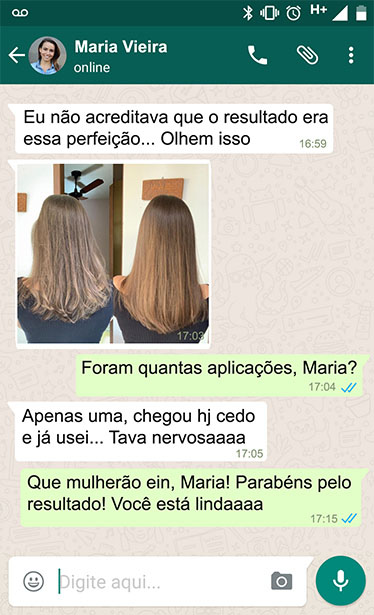 H+
Maria Vieira
online
Eu não acreditava que o resultado era
essa perfeição... Olhem isso
16:59
17:03
Foram quantas aplicações, Maria?
17:04
Apenas uma, chegou hj cedo
e já usei... Tava nervosaaaa
17:05
Que mulherão ein, Maria! Parabéns pelo
resultado! Você está lindaaaa
17:15
Digite aqui...